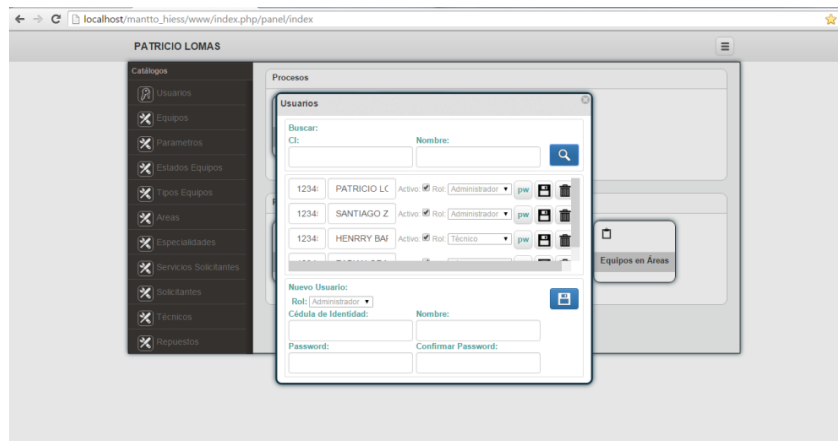 localhost/mantto_hiess/www/index.php/panel/index
PATRICIO LOMAS
Catálogos
Usuarios
Equipos
Parametros
Estados Equipos
Tipos Equipos
Areas
Especialidades
Servicios Solicitantes
Solicitantes
Técnicos
Repuestos
Procesos
Usuarios
Buscar:
CI: Nombre:
1234 PATRICIO LO Activo: Rol: Administrador pw
1234 SANTIAGO Z Activo: Rol: Administrador pw
1234 HENRRY BAR Activo: Rol: Técnico pw
Nuevo Usuario:
Rol: Administrador
Cédula de Identidad: Nombre:
Password: Confirmar Password:
Equipos en Áreas